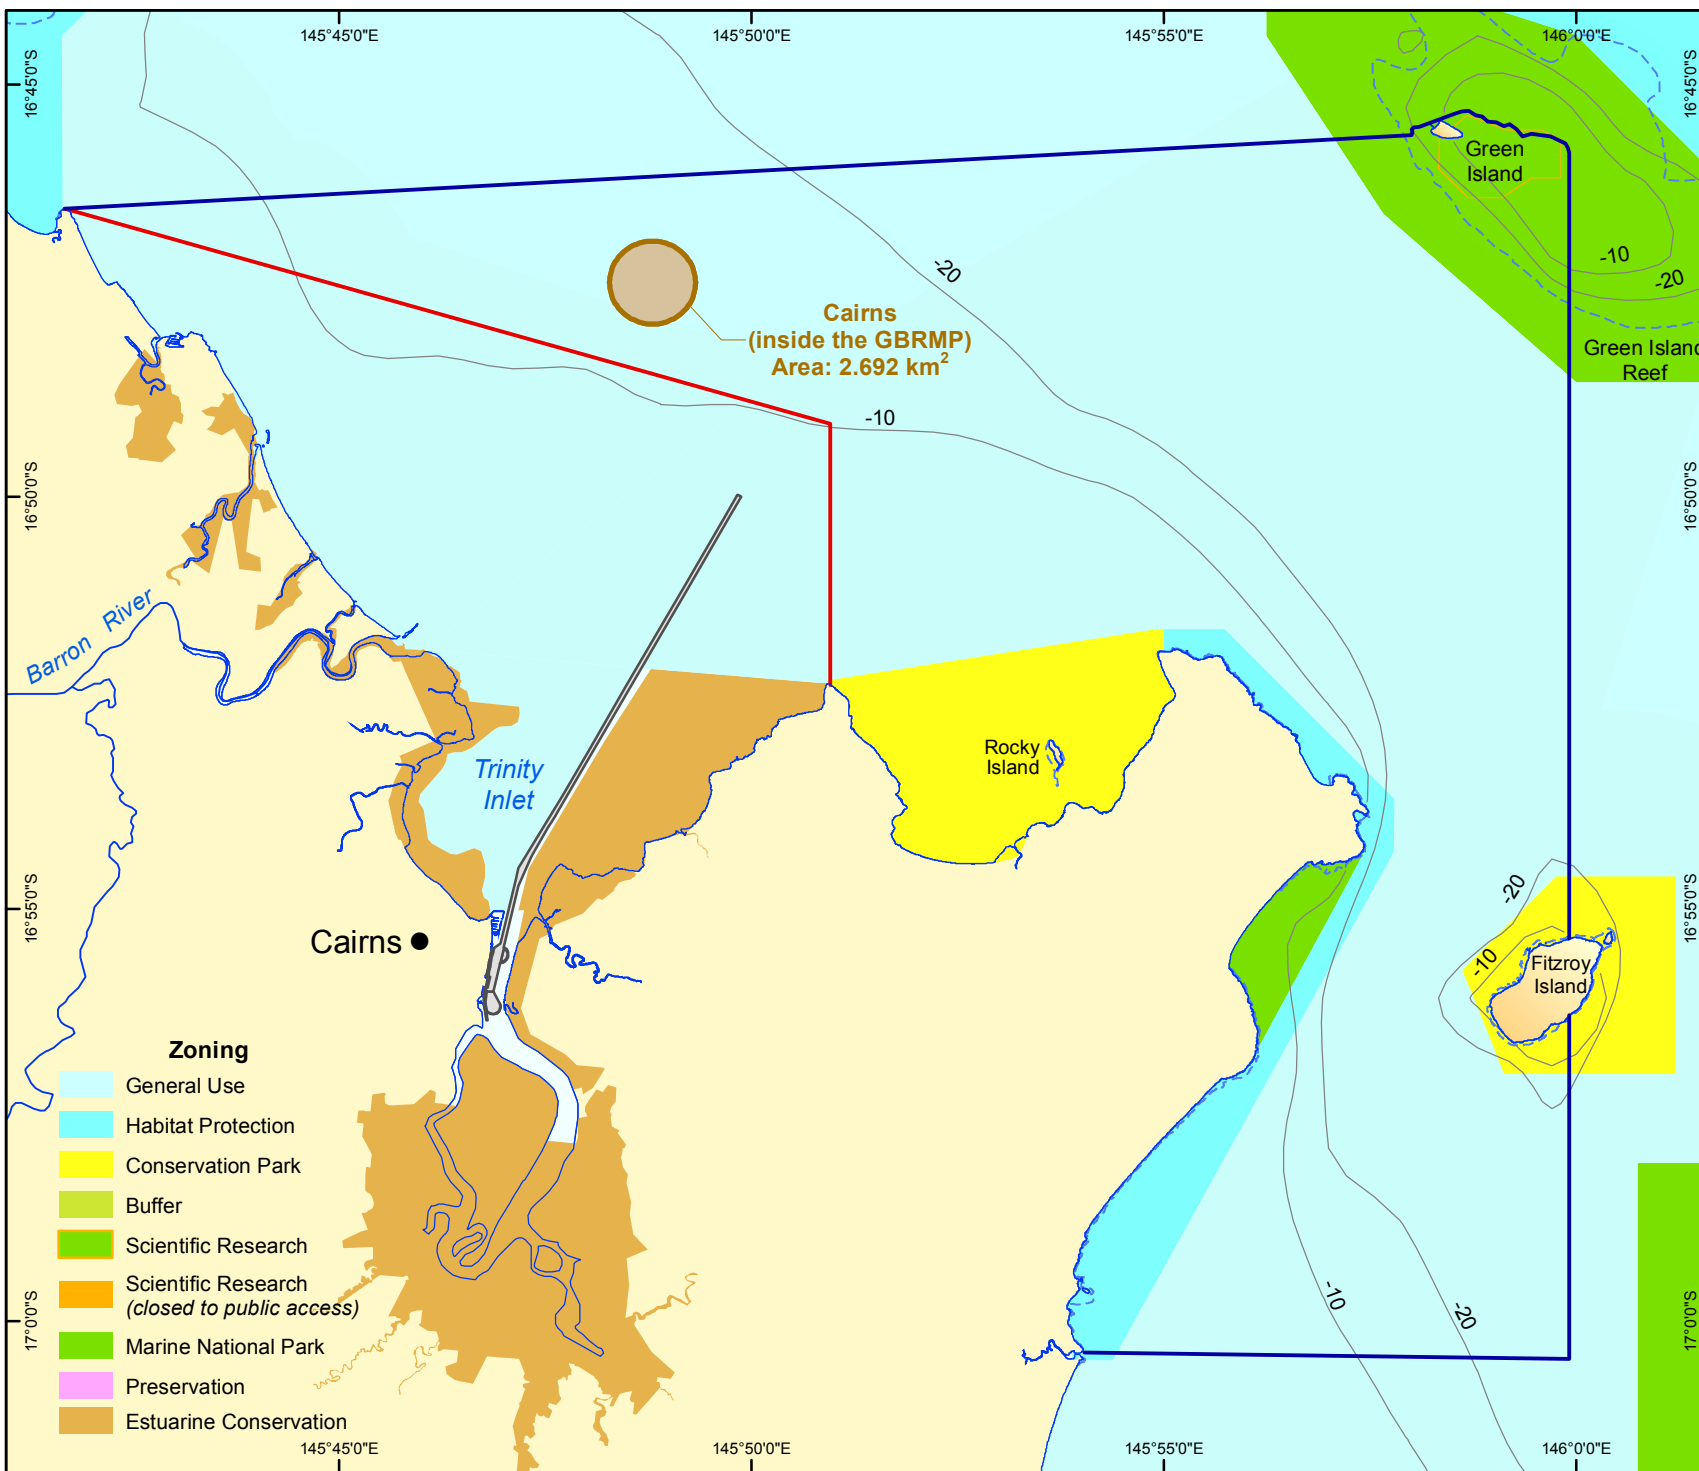 145°45'0"E
145°50'0"E
145°55'0"E
146°0'0"E
16°45'0"S
16°45'0"S
Green
Island
-10
-20
-20
Cairns
(inside the GBRMP)
Area: 2.692 km²
Green Island
Reef
-10
16°50'0"S
16°50'0"S
Barron River
Rocky
Island
Trinity
Inlet
16°55'0"S
16°55'0"S
-20
Cairns
-10
Fitzroy
Island
Zoning
General Use
Habitat Protection
Conservation Park
Buffer
Scientific Research
Scientific Research
(closed to public access)
Marine National Park
Preservation
Estuarine Conservation
-10
-20
17°0'0"S
17°0'0"S
145°45'0"E
145°50'0"E
145°55'0"E
146°0'0"E